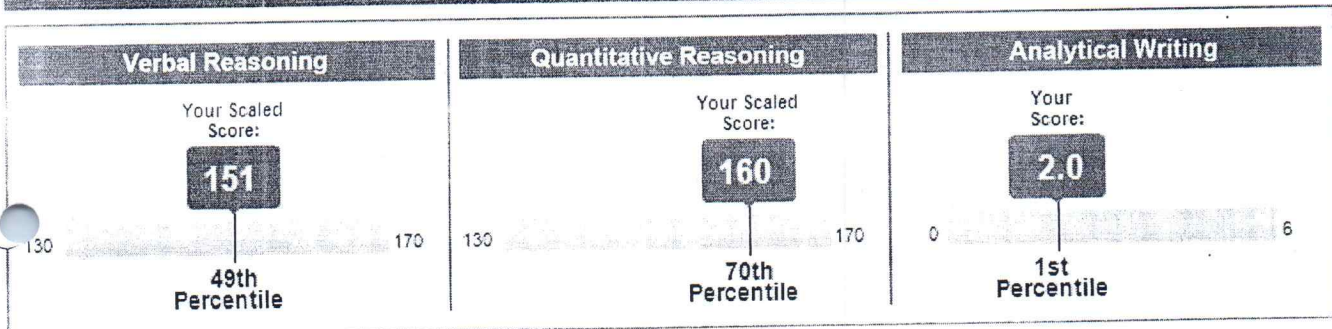 Verbal Reasoning
Your Scaled
Score:
151
130
170
49th
Percentile
Quantitative Reasoning
Your Scaled
Score:
160
130
170
70th
Percentile
Analytical Writing
Your
Score:
2.0
0
6
1st
Percentile